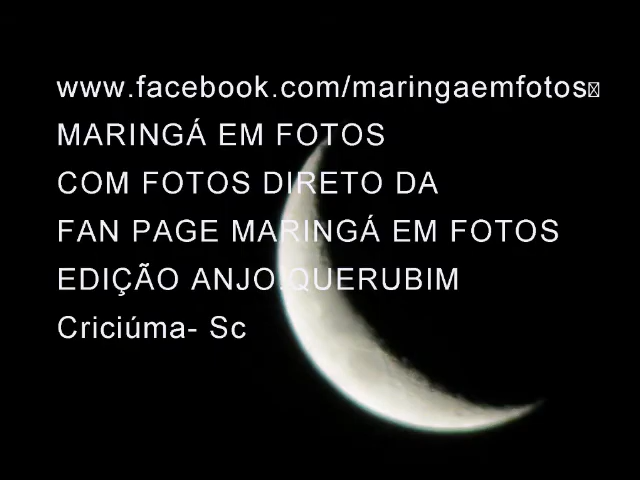 www.facebook.com/maringaemfotos
MARINGÁ EM FOTOS
COM FOTOS DIRETO DA
FAN PAGE MARINGÁ EM FOTOS
EDIÇÃO ANJO.QUERUBIM
Criciúma- Sc